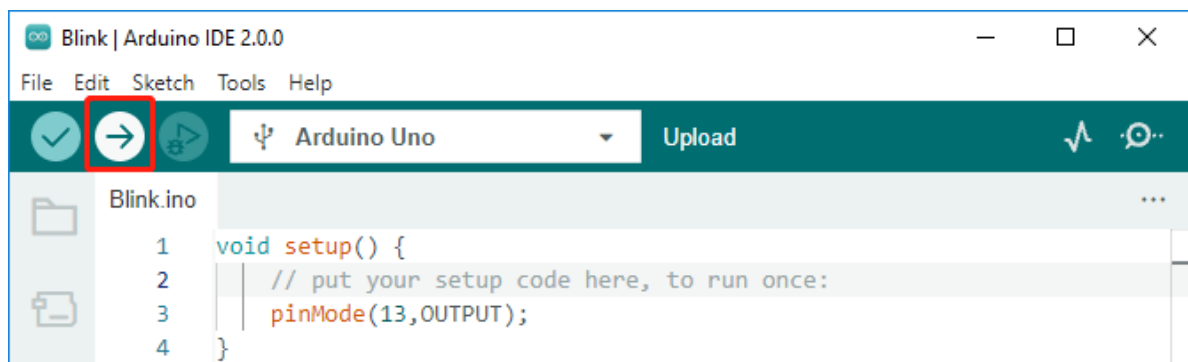 Blink | Arduino IDE 2.0.0
File Edit Sketch Tools Help
Arduino Uno Upload
Blink.ino
1 void setup() {
2 // put your setup code here, to run once:
3 pinMode(13,OUTPUT);
4 }